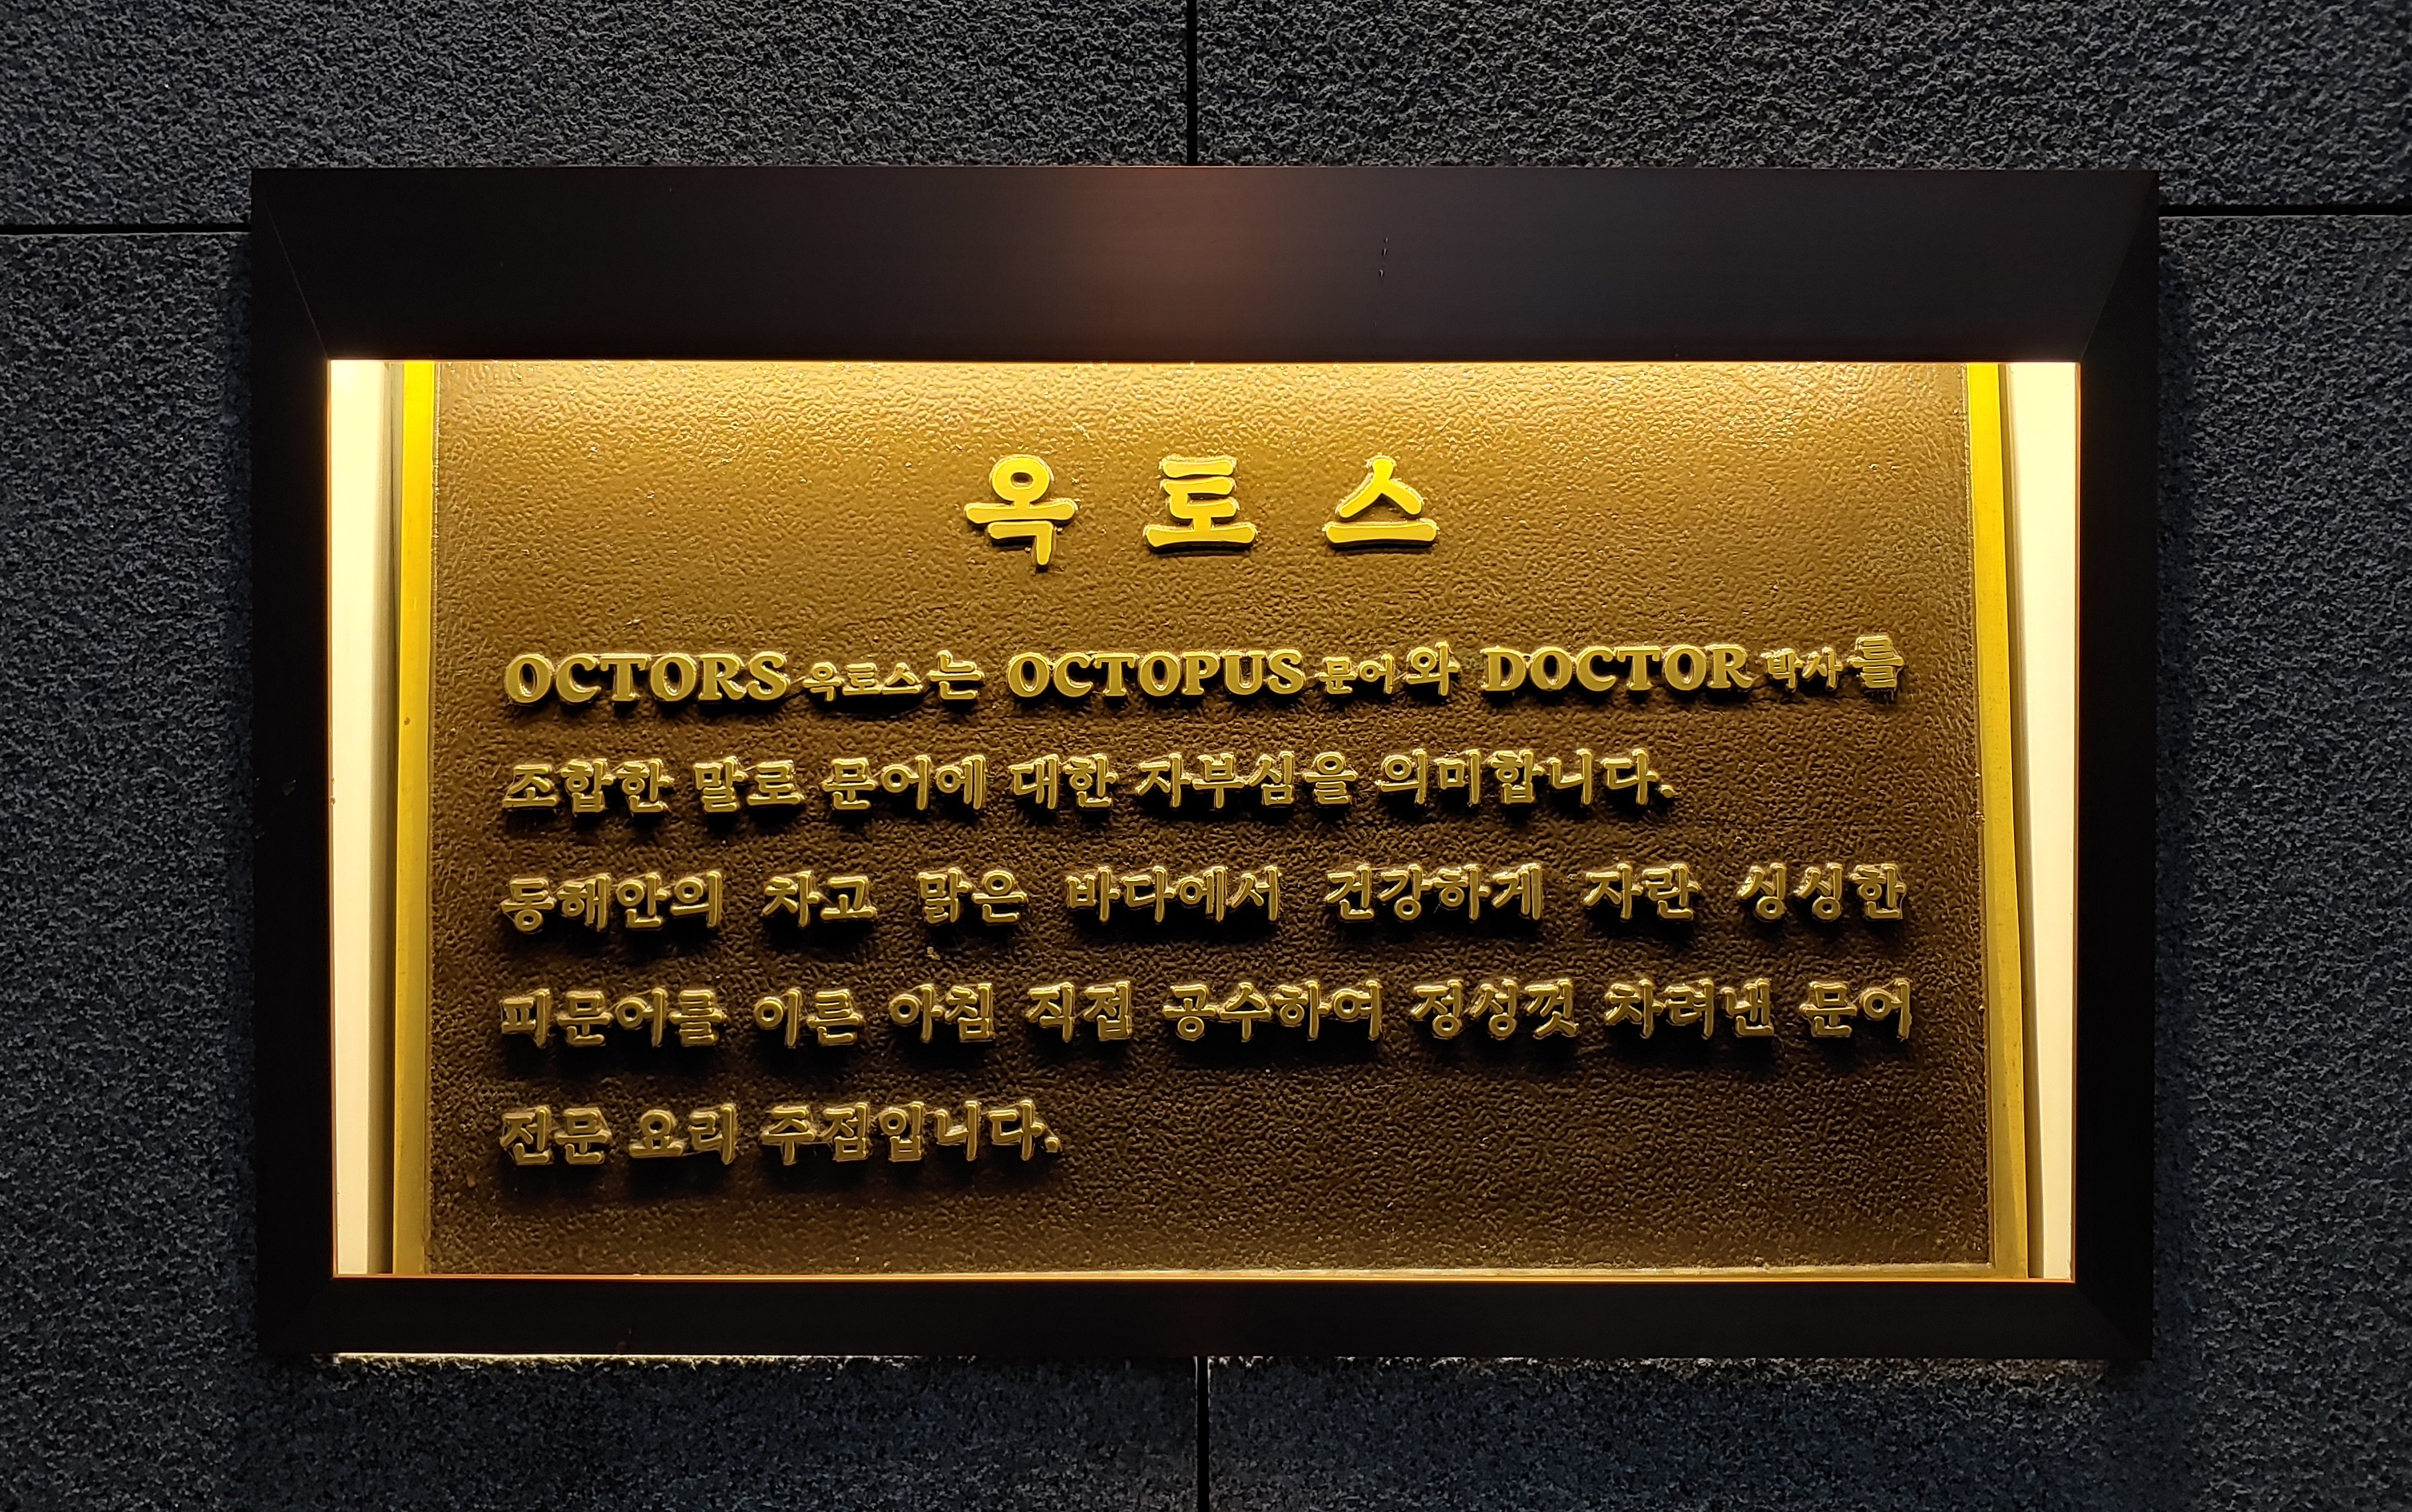 옥토스
OCTORS 옥토스는 OCTOPUS 문어와 DOCTOR 박사를
조합한 말로 문어에 대한 자부심을 의미합니다.
동해안의 차고 맑은 바다에서 건강하게 자란 싱싱한
피문어를 이른 아침 직접 공수하여 정성껏 차려낸 문어
전문 요리 주점입니다.